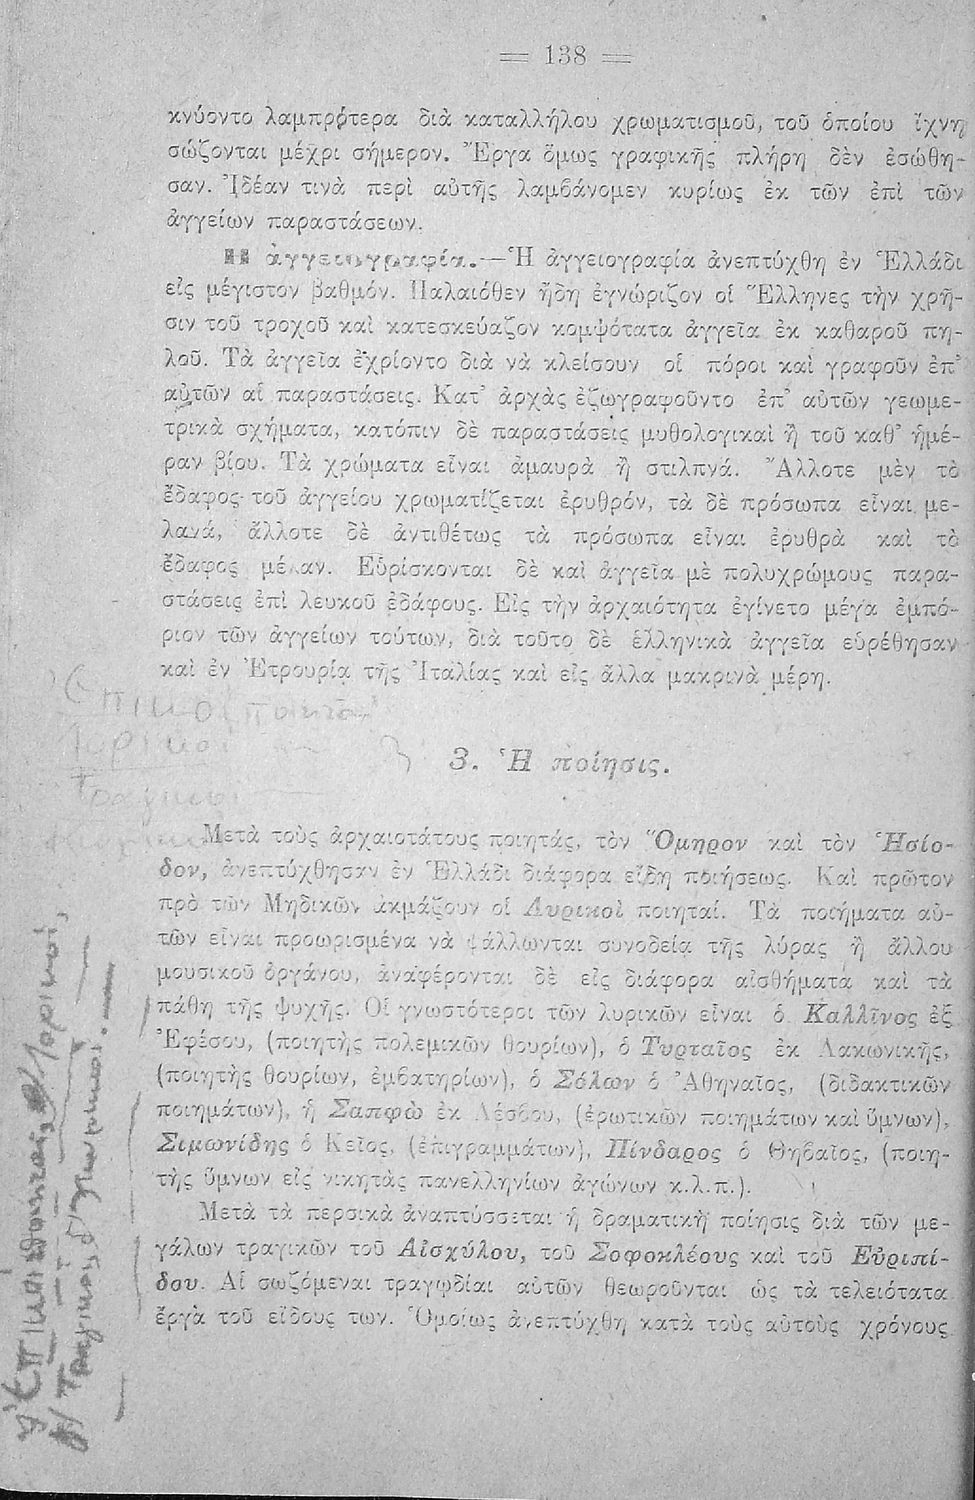 = 138 =
κνύοντο λαμπρότερα διὰ καταλλήλου χρωματισμοῦ, τοῦ ὁποίου ἴχνη
σώζονται μέχρι σήμερον. Ἔργα ὅμως γραφικῆς πλήρη δὲν ἐσώθη-
σαν. Ἰδέαν τινὰ περὶ αὐτῆς λαμβάνομεν κυρίως ἐκ τῶν ἐπὶ τῶν
ἀγγείων παραστάσεων.
Η ἀγγειογραφία.—Ἡ ἀγγειογραφία ἀνεπτύχθη ἐν Ἑλλάδι
εἰς μέγιστον βαθμόν. Παλαιόθεν ἤδη ἐγνώριζον οἱ Ἕλληνες τὴν χρῆ-
σιν τοῦ τροχοῦ καὶ κατεσκεύαζον κομψότατα ἀγγεῖα ἐκ καθαροῦ πη-
λοῦ. Τὰ ἀγγεῖα ἐχρίοντο διὰ νὰ κλείσουν οἱ πόροι καὶ γραφοῦν ἐπ’
αὐτῶν αἱ παραστάσεις. Κατ’ ἀρχὰς ἐζωγραφοῦντο ἐπ’ αὐτῶν γεωμε-
τρικὰ σχήματα, κατόπιν δὲ παραστάσεις μυθολογικαὶ ἢ τοῦ καθ’ ἡμέ-
ραν βίου. Τὰ χρώματα εἶναι ἀμαυρὰ ἢ στιλπνά. Ἄλλοτε μὲν τὸ
ἔδαφος τοῦ ἀγγείου χρωματίζεται ἐρυθρόν, τὰ δὲ πρόσωπα εἶναι με-
λανά, ἄλλοτε δὲ ἀντιθέτως τὰ πρόσωπα εἶναι ἐρυθρὰ καὶ τὸ
ἔδαφος μέλαν. Εὑρίσκονται δὲ καὶ ἀγγεῖα μὲ πολυχρώμους παρα-
στάσεις ἐπὶ λευκοῦ ἐδάφους. Εἰς τὴν ἀρχαιότητα ἐγίνετο μέγα ἐμπό-
ριον τῶν ἀγγείων τούτων, διὰ τοῦτο δὲ ἑλληνικὰ ἀγγεῖα εὑρέθησαν
καὶ ἐν Ἑτρουρίᾳ τῆς Ἰταλίας καὶ εἰς ἄλλα μακρινὰ μέρη.
Ἐπικοὶ ποιηταὶ
Λυρικοὶ
Τραγικοὶ
3. Ἡ ποίησις.
Μετὰ τοὺς ἀρχαιοτάτους ποιητάς, τὸν Ὅμηρον καὶ τὸν Ἡσίο-
δον, ἀνεπτύχθησαν ἐν Ἑλλάδι διάφορα εἴδη ποιήσεως. Καὶ πρῶτον
πρὸ τῶν Μηδικῶν ἀκμάζουν οἱ Λυρικοὶ ποιηταί. Τὰ ποιήματα αὐ-
τῶν εἶναι προωρισμένα νὰ ψάλλωνται συνοδείᾳ τῆς λύρας ἢ ἄλλου
μουσικοῦ ὀργάνου, ἀναφέρονται δὲ εἰς διάφορα αἰσθήματα καὶ τὰ
πάθη τῆς ψυχῆς. Οἱ γνωστότεροι τῶν λυρικῶν εἶναι ὁ Καλλῖνος ἐξ
Ἐφέσου, (ποιητὴς πολεμικῶν θουρίων), ὁ Τυρταῖος ἐκ Λακωνικῆς,
(ποιητὴς θουρίων, ἐμβατηρίων), ὁ Σόλων ὁ Ἀθηναῖος, (διδακτικῶν
ποιημάτων), ἡ Σαπφὼ ἐκ Λέσβου, (ἐρωτικῶν ποιημάτων καὶ ὕμνων),
Σιμωνίδης ὁ Κεῖος, (ἐπιγραμμάτων), Πίνδαρος ὁ Θηβαῖος, (ποιη-
τὴς ὕμνων εἰς νικητὰς πανελληνίων ἀγώνων κ.λ.π.).
Μετὰ τὰ περσικὰ ἀναπτύσσεται ἡ δραματικὴ ποίησις διὰ τῶν με-
γάλων τραγικῶν τοῦ Αἰσχύλου, τοῦ Σοφοκλέους καὶ τοῦ Εὐριπί-
δου. Αἱ σωζόμεναι τραγῳδίαι αὐτῶν θεωροῦνται ὡς τὰ τελειότατα
ἔργα τοῦ εἴδους των. Ὁμοίως ἀνεπτύχθη κατὰ τοὺς αὐτοὺς χρόνους